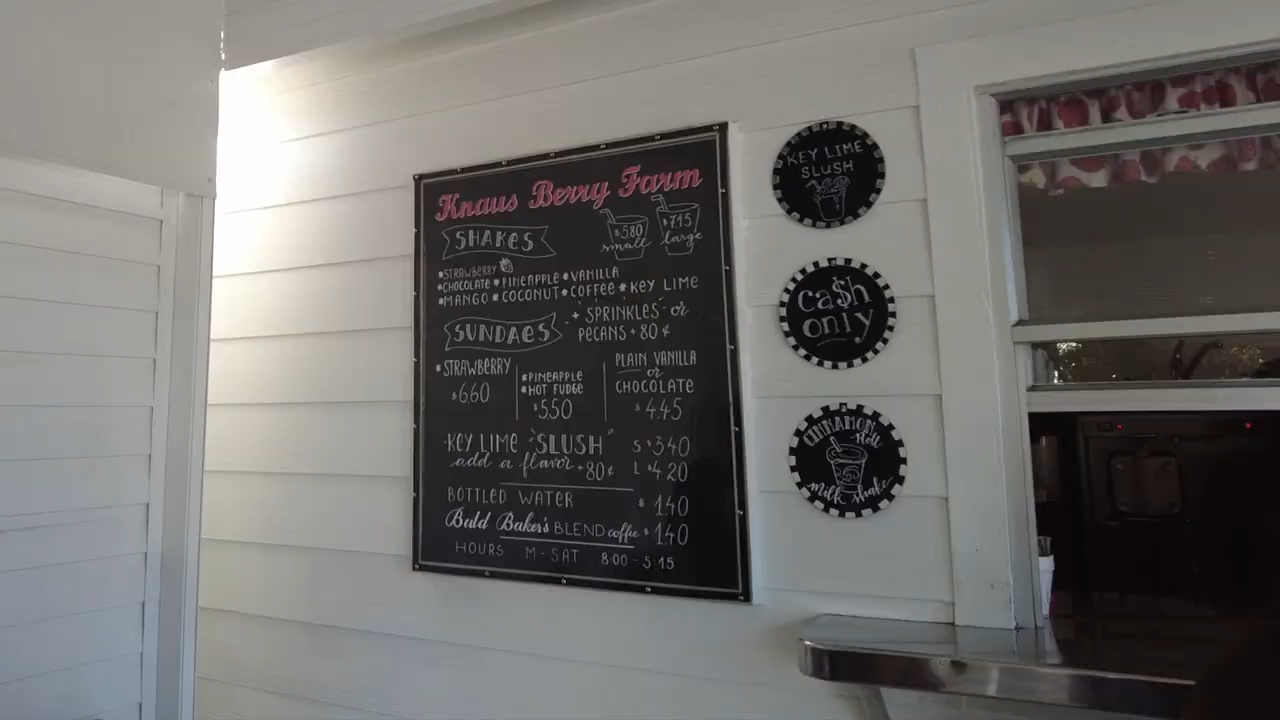 Knaus Berry Farm
SHAKES
$580
small
$715
large
STRAWBERRY
CHOCOLATE PINEAPPLE VANILLA
MANGO COCONUT COFFEE KEY LIME
SUNDAES
+ SPRINKLES or
PECANS + 80¢
STRAWBERRY
$660
PINEAPPLE
HOT FUDGE
$550
PLAIN VANILLA
or
CHOCOLATE
$445
KEY LIME "SLUSH"
add a flavor + 80¢
S $340
L $420
BOTTLED WATER $140
Bald Baker's BLEND coffee $140
HOURS M-SAT 8:00-5:15
KEY LIME
SLUSH
ca$h
only
CINNAMON
Roll
milk shake